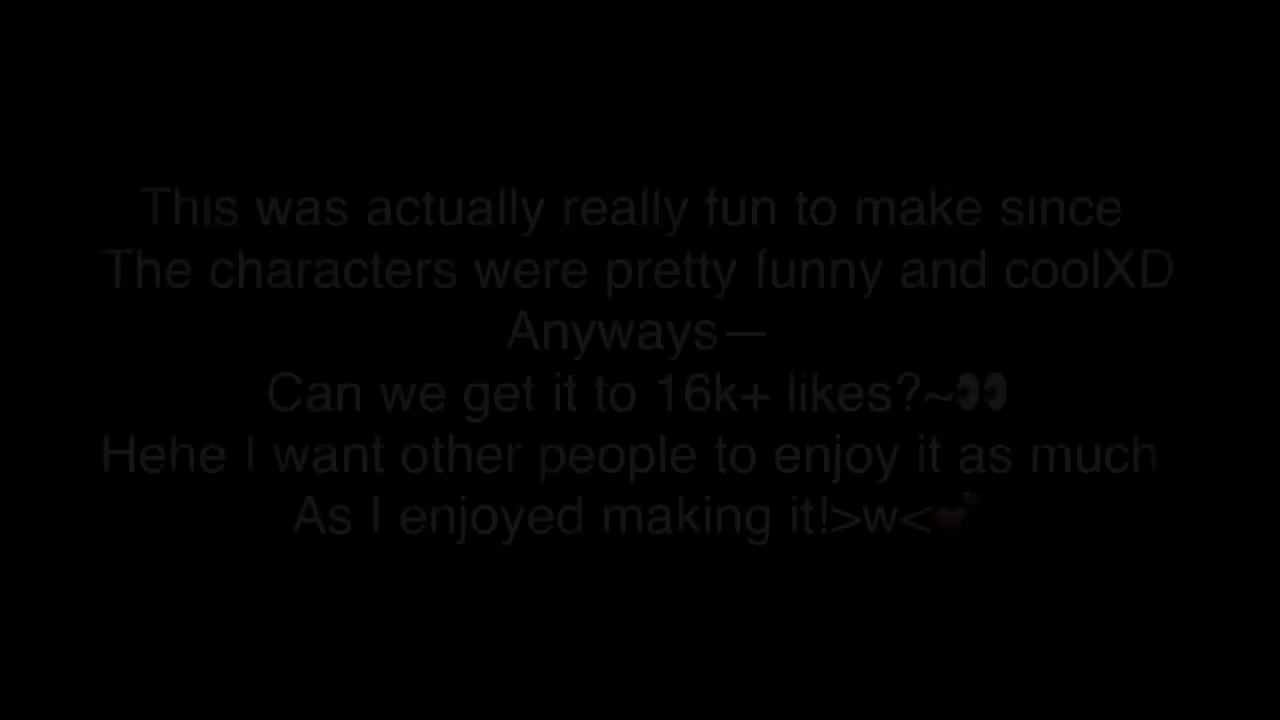 This was actually really fun to make since
The characters were pretty funny and coolXD
Anyways—
Can we get it to 16k+ likes?~👀
Hehe I want other people to enjoy it as much
As I enjoyed making it!>w<💕